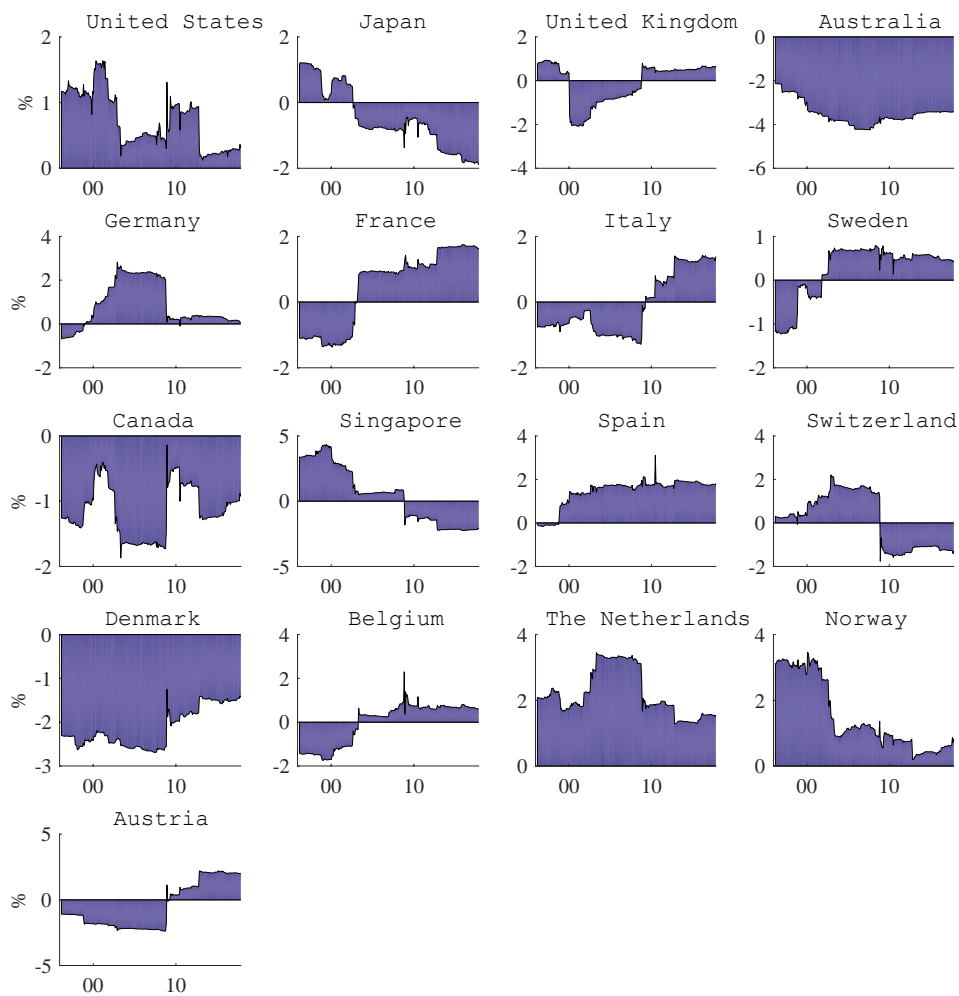 United States Japan United Kingdom Australia
2 2 2 0
1 0 0 -2
% -2 -4
0 -2 -4 -6
00 10 00 10 00 10 00 10
Germany France Italy Sweden
4 2 2 1
2 0 0 0
% 0 -1
-2 -2 -2 -2
00 10 00 10 00 10 00 10
Canada Singapore Spain Switzerland
0 5 4 4
2 2
% -1 0 0 0
-2 -5 -2 -2
00 10 00 10 00 10 00 10
Denmark Belgium The Netherlands Norway
0 4 4 4
-1 2
% 2 2
-2 0
-3 -2 0 0
00 10 00 10 00 10 00 10
Austria
5
% 0
-5
00 10